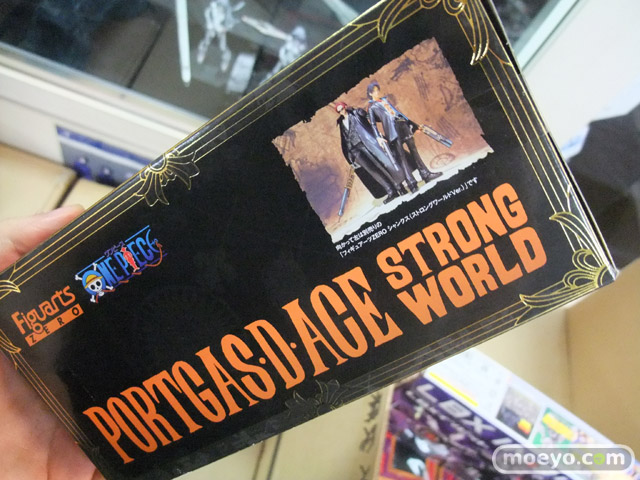 向かって左は別売りの
「フィギュアーツZERO シャンクス(ストロングワールドVer.)」です
ONE PIECE
Figuarts
ZERO
PORTGAS・D・ACE
STRONG
WORLD
LBX
moeyo.com